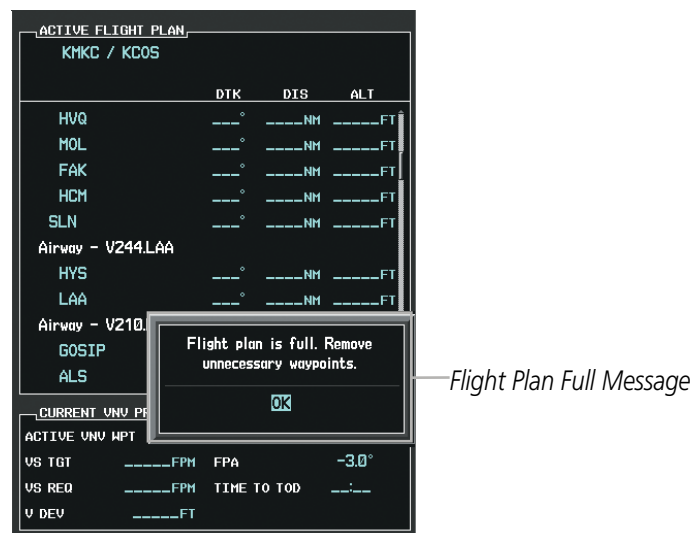 ACTIVE FLIGHT PLAN
KMKC / KCOS
DTK DIS ALT
HVQ ___° ____NM _____FT
MOL ___° ____NM _____FT
FAK ___° ____NM _____FT
HCM ___° ____NM _____FT
SLN ___° ____NM _____FT
Airway - V244.LAA
HYS ___° ____NM _____FT
LAA ___° ____NM _____FT
Airway - V210.
GOSIP
ALS
Flight plan is full. Remove
unnecessary waypoints.
OK
Flight Plan Full Message
CURRENT VNV PR
ACTIVE VNV WPT
VS TGT _____FPM FPA -3.0°
VS REQ _____FPM TIME TO TOD __:__
V DEV _____FT